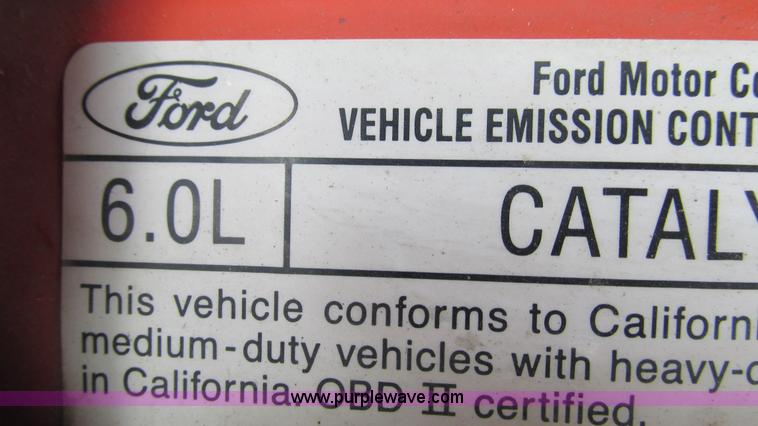 Ford
Ford Motor Co
VEHICLE EMISSION CONT
6.0L
CATALY
This vehicle conforms to Californi
medium-duty vehicles with heavy-d
in California. OBD II certified.
www.purplewave.com